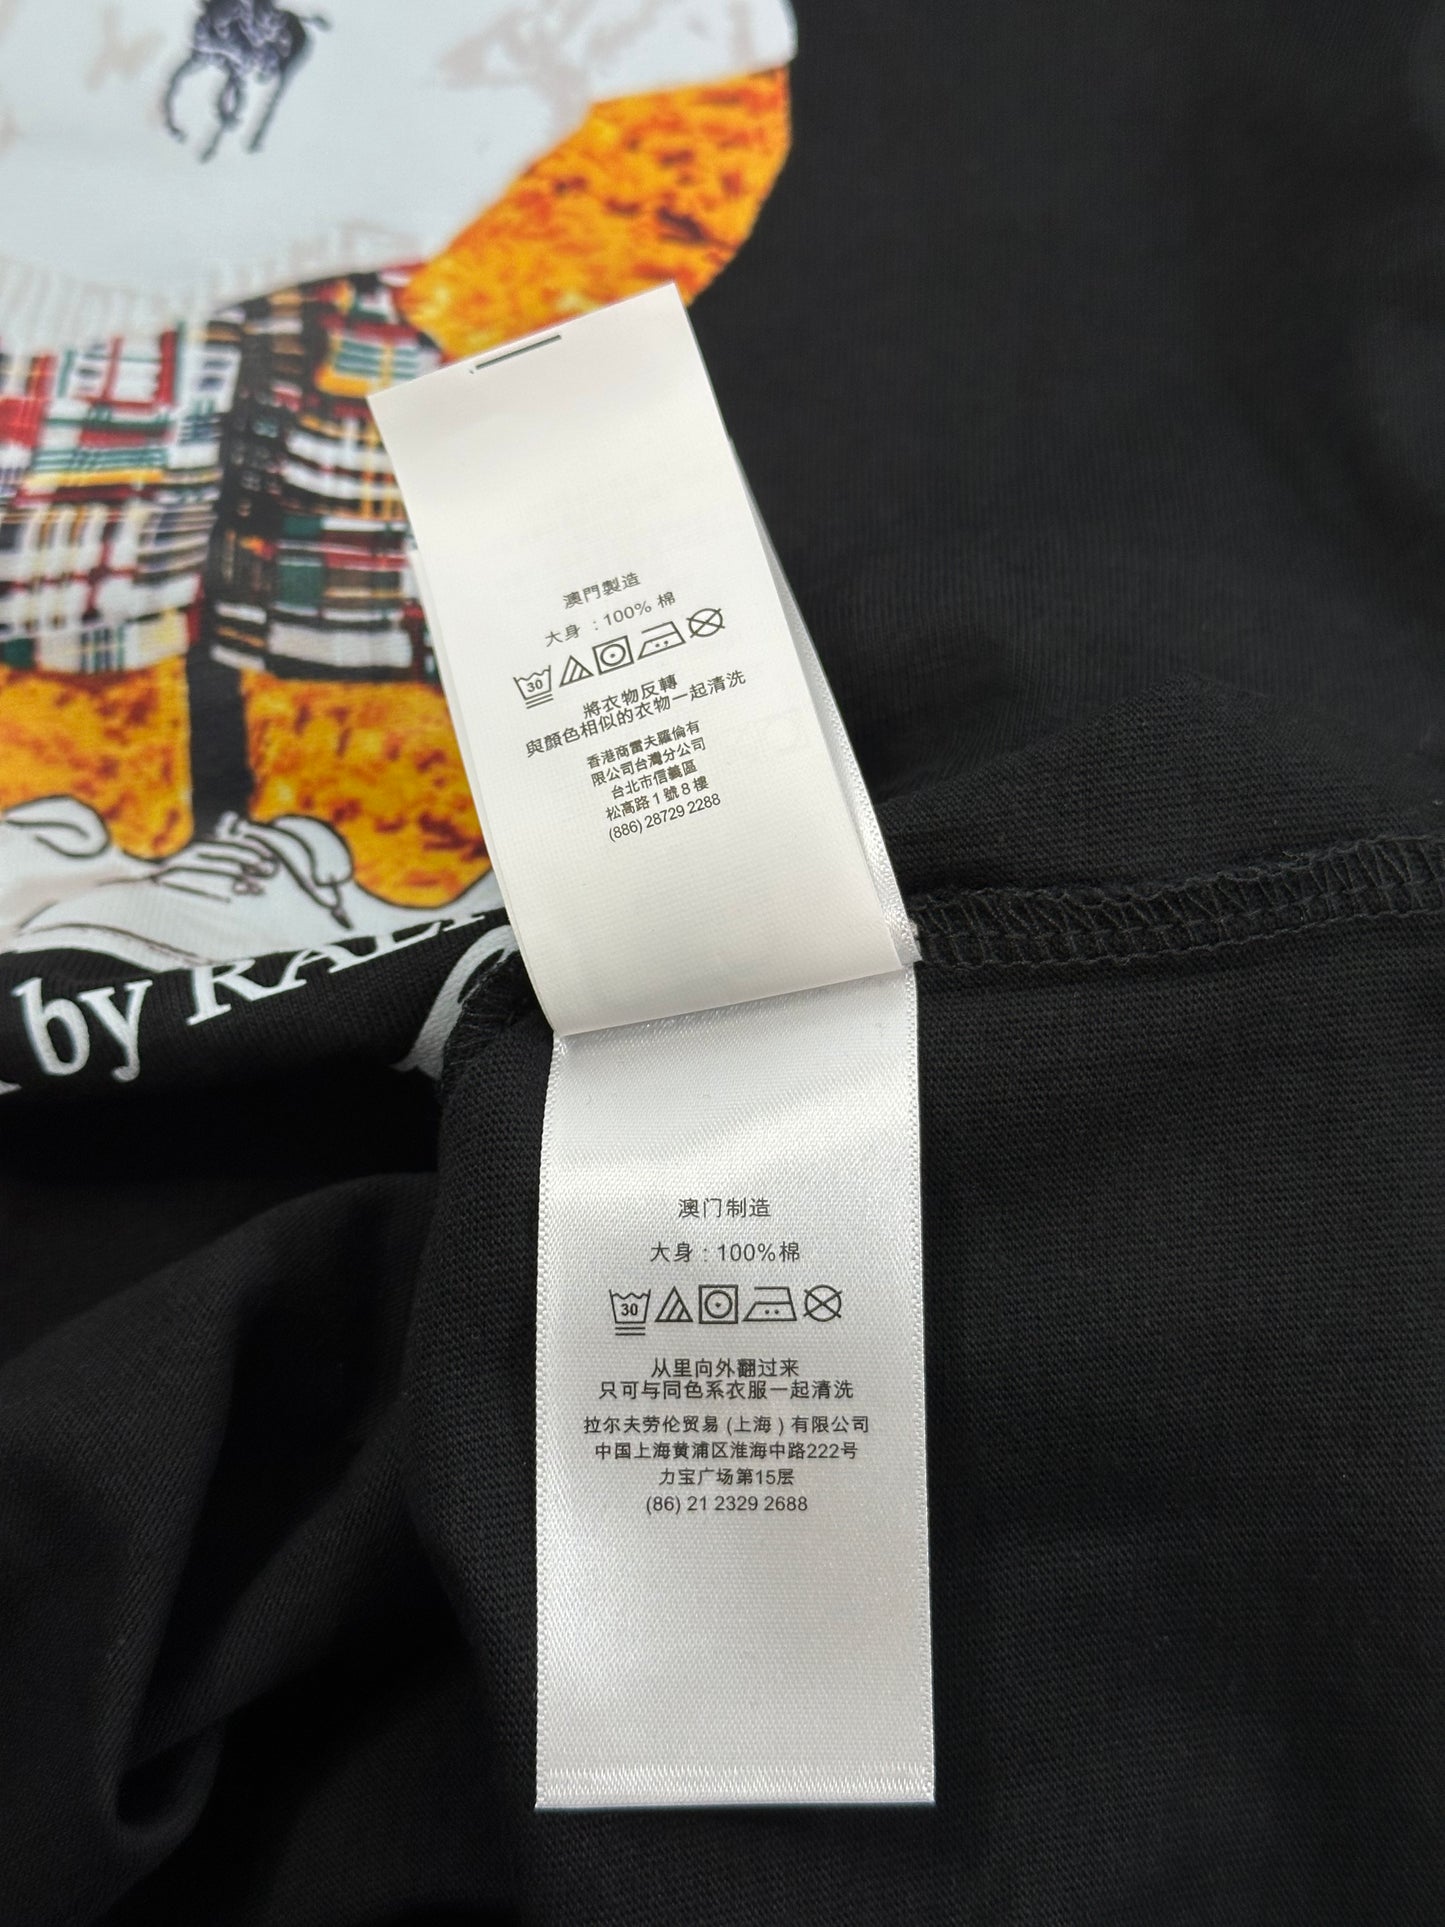 澳門製造
大身 : 100% 棉
30
將衣物反轉
與顏色相似的衣物一起清洗
香港商雷夫羅倫有
限公司台灣分公司
台北市信義區
松高路 1 號 8 樓
(886) 28729 2288
by RAL
澳门制造
大身 : 100%棉
30
从里向外翻过来
只可与同色系衣服一起清洗
拉尔夫劳伦贸易 (上海) 有限公司
中国上海黄浦区淮海中路222号
力宝广场第15层
(86) 21 2329 2688